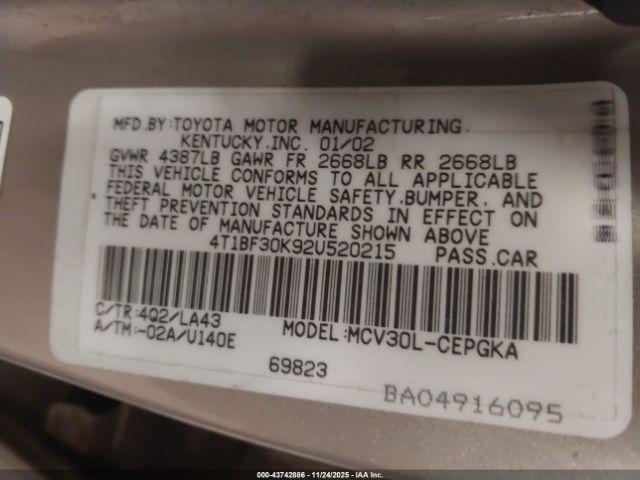 MFD.BY:TOYOTA MOTOR MANUFACTURING.
KENTUCKY.INC. 01/02
GVWR 4387LB GAWR FR 2668LB RR 2668LB
THIS VEHICLE CONFORMS TO ALL APPLICABLE
FEDERAL MOTOR VEHICLE SAFETY.BUMPER, AND
THEFT PREVENTION STANDARDS IN EFFECT ON
THE DATE OF MANUFACTURE SHOWN ABOVE
4T1BF30K92U520215 PASS.CAR
C/TR:4Q2/LA43
A/TM:-02A/U140E
MODEL:MCV30L-CEPGKA
69823
BA04916095
000-43742886 - 11/24/2025 - IAA Inc.